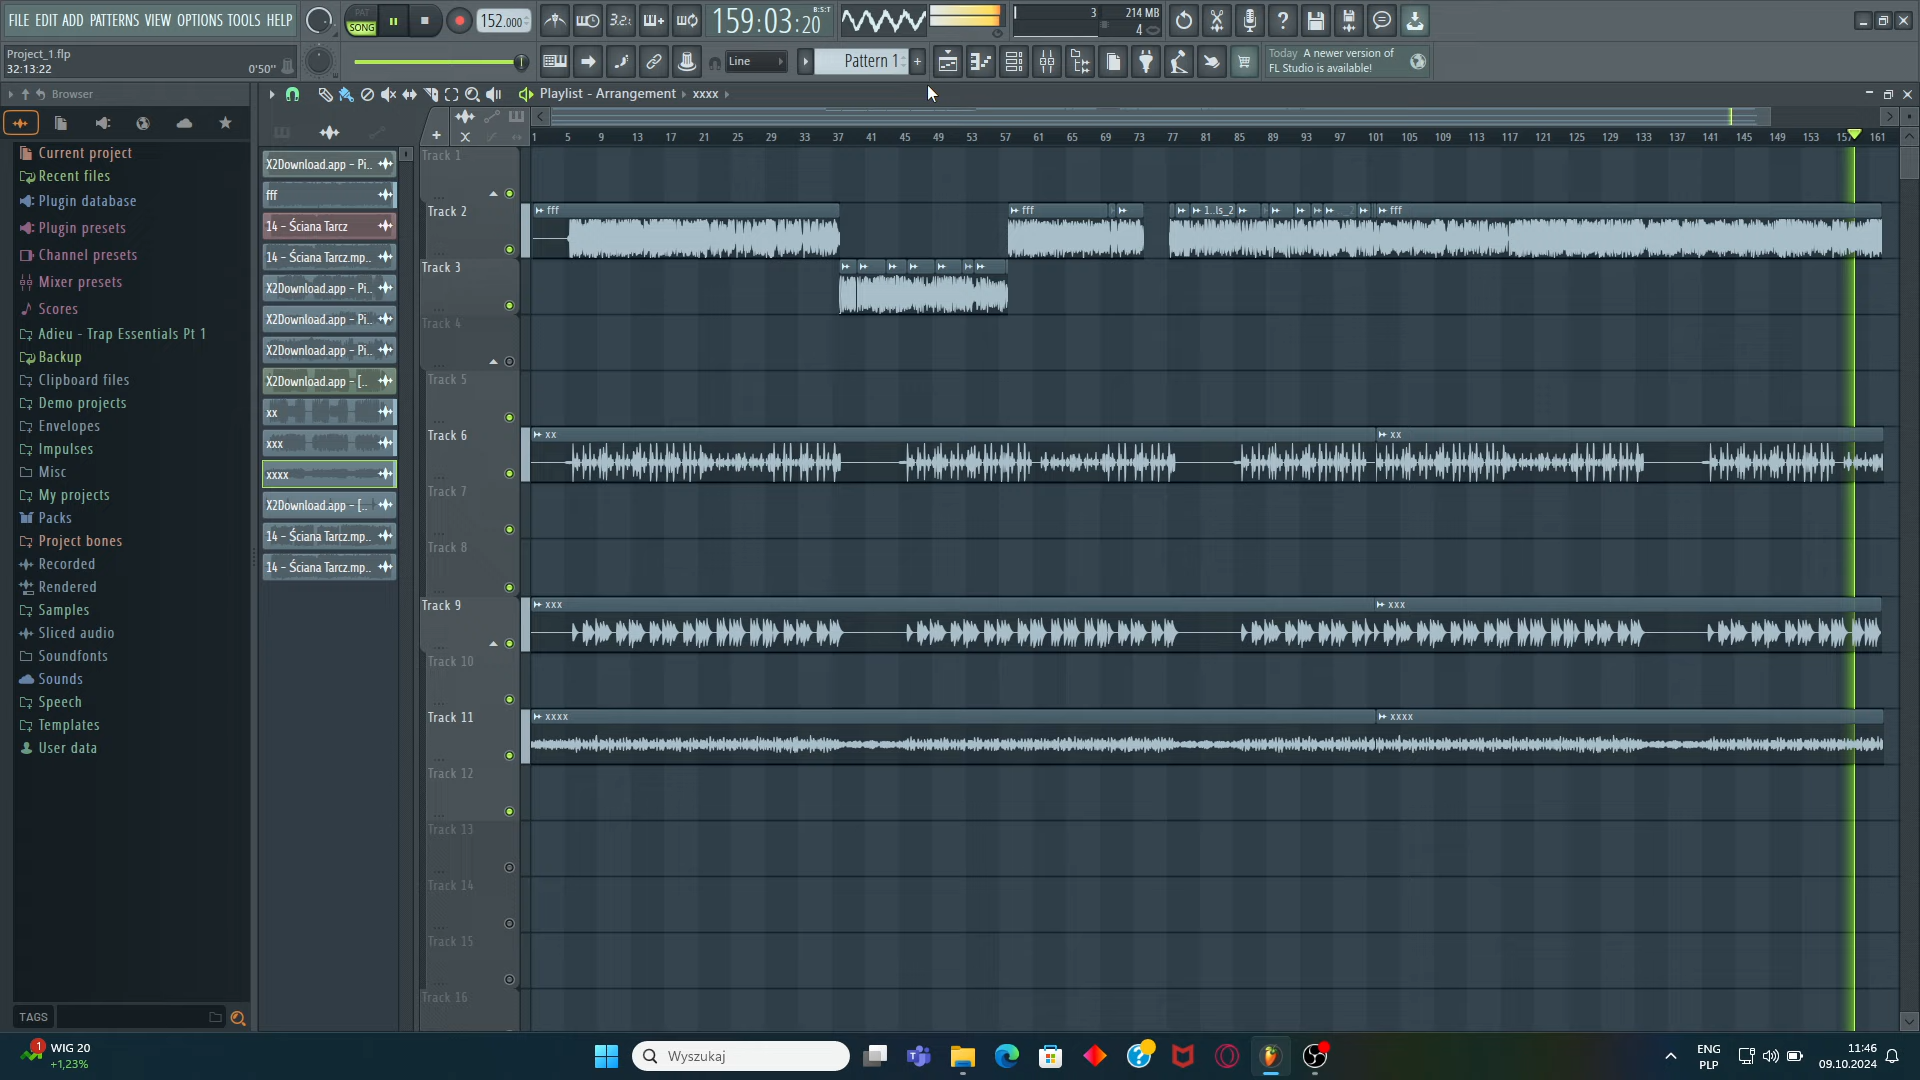 FILE EDIT ADD PATTERNS VIEW OPTIONS TOOLS HELP
PAT
SONG
152.000
3.2.
159:03:20
B:S:T
3
214 MB
4
Project_1.flp
32:13:22
0'50''
Line
Pattern 1
Today A newer version of
FL Studio is available!
Browser
Playlist - Arrangement ▸ xxxx ▸
1 5 9 13 17 21 25 29 33 37 41 45 49 53 57 61 65 69 73 77 81 85 89 93 97 101 105 109 113 117 121 125 129 133 137 141 145 149 153 157 161
Current project
Recent files
Plugin database
Plugin presets
Channel presets
Mixer presets
Scores
Adieu - Trap Essentials Pt 1
Backup
Clipboard files
Demo projects
Envelopes
Impulses
Misc
My projects
Packs
Project bones
Recorded
Rendered
Samples
Sliced audio
Soundfonts
Sounds
Speech
Templates
User data
TAGS
X2Download.app - Pi..
fff
14 - Ściana Tarcz
14 - Ściana Tarcz.mp..
X2Download.app - Pi..
X2Download.app - Pi..
X2Download.app - Pi..
X2Download.app - [..
xx
xxx
xxxx
X2Download.app - [..
14 - Ściana Tarcz.mp..
14 - Ściana Tarcz.mp..
Track 1
Track 2
fff
fff
1..ls_2
fff
Track 3
Track 4
Track 5
Track 6
xx
xx
Track 7
Track 8
Track 9
xxx
xxx
Track 10
Track 11
xxxx
xxxx
Track 12
Track 13
Track 14
Track 15
Track 16
1
WIG 20
+1,23%
Wyszukaj
ENG
PLP
11:46
09.10.2024